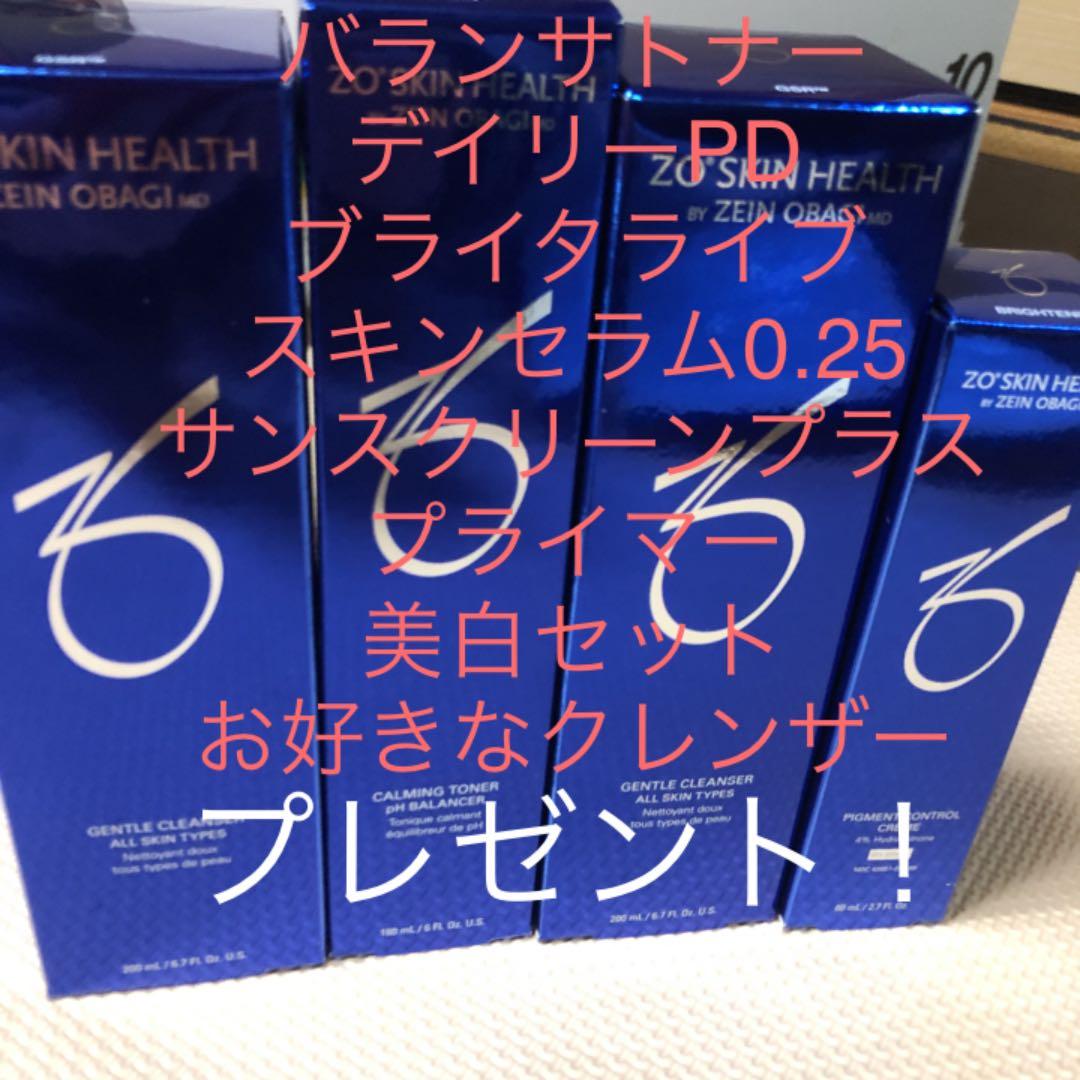 バランサトナー
デイリーPD
ブライタライブ
スキンセラム0.25
サンスクリーンプラス
プライマー
美白セット
お好きなクレンザー
プレゼント！
GSR™
KIN HEALTH
ZEIN OBAGI MD
GENTLE CLEANSER
ALL SKIN TYPES
Nettoyant doux
tous types de peau
200 mL / 6.7 Fl. Oz. U.S.
ZO® SKIN HEALTH
BY ZEIN OBAGI MD
CALMING TONER
pH BALANCER
Tonique calmant
équilibreur de pH
180 mL / 6 Fl. Oz. U.S.
GSR™
ZO® SKIN HEALTH
BY ZEIN OBAGI MD
GENTLE CLEANSER
ALL SKIN TYPES
Nettoyant doux
tous types de peau
200 mL / 6.7 Fl. Oz. U.S.
10
BRIGHTEN
ZO® SKIN HE
BY ZEIN OBAGI
PIGMENT CONTROL
CRÈME
4% Hydroquinone
80 mL / 2.7 Fl. Oz.